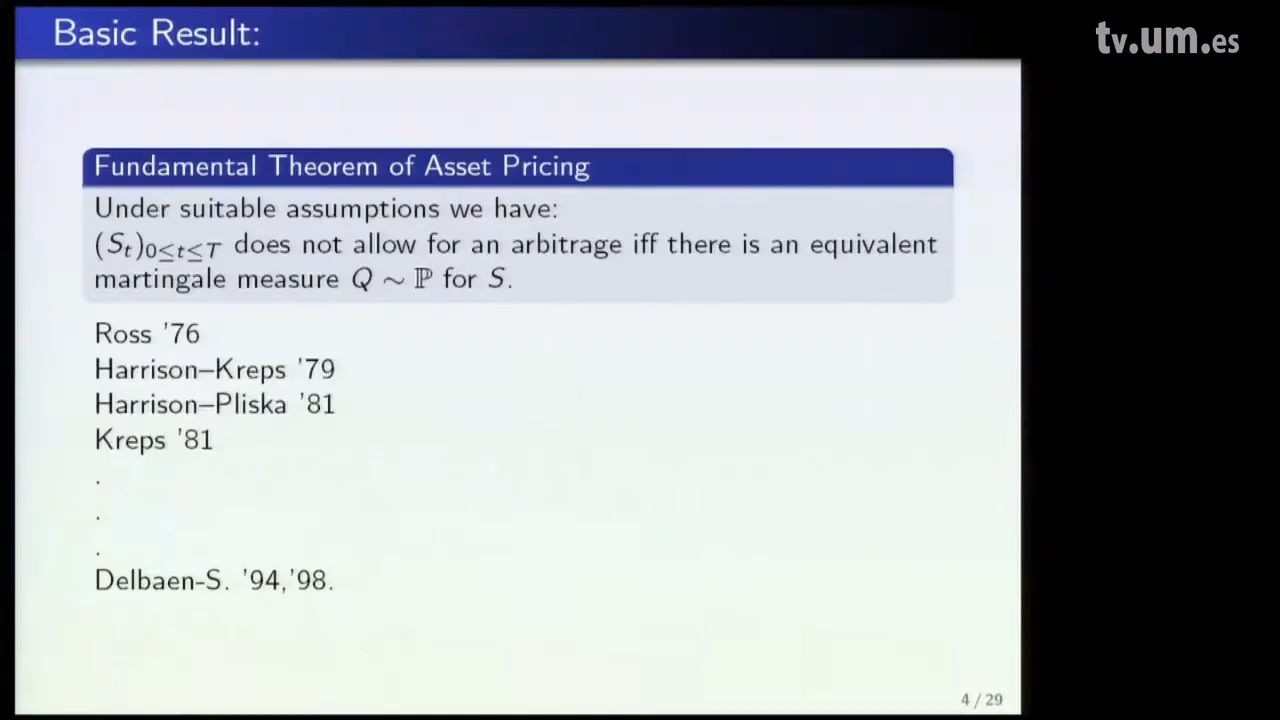 Basic Result:
tv.um.es
Fundamental Theorem of Asset Pricing
Under suitable assumptions we have:
(S_t)_{0≤t≤T} does not allow for an arbitrage iff there is an equivalent
martingale measure Q ∼ ℙ for S.
Ross '76
Harrison–Kreps '79
Harrison–Pliska '81
Kreps '81
.
.
.
Delbaen-S. '94,'98.
4 / 29